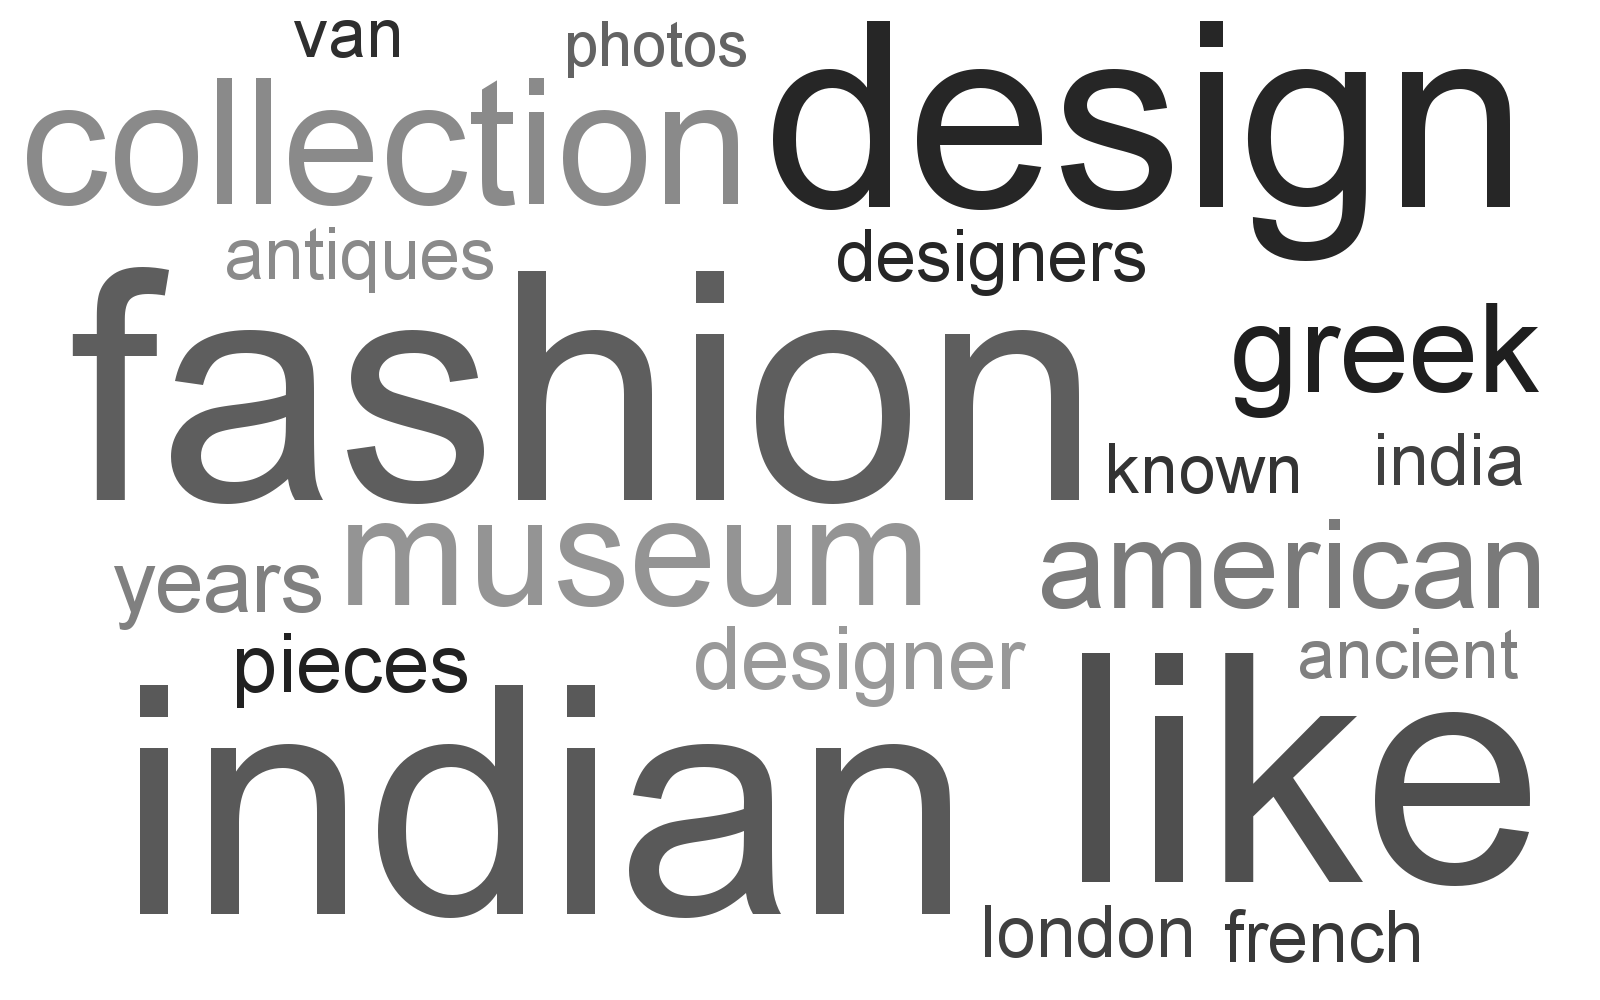 van photos
collection design
antiques designers
fashion greek
known india
years museum american
pieces designer ancient
indian like
london french